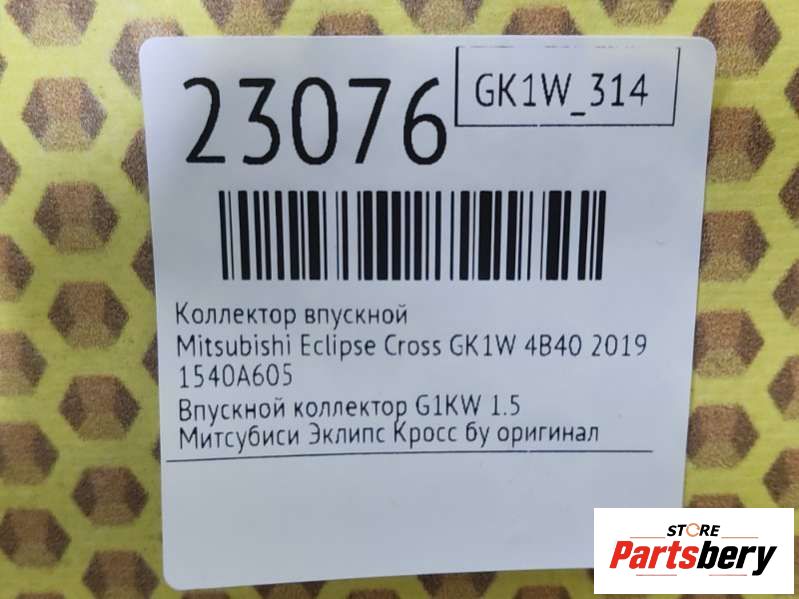 23076
GK1W_314
Коллектор впускной
Mitsubishi Eclipse Cross GK1W 4B40 2019
1540A605
Впускной коллектор G1KW 1.5
Митсубиси Эклипс Кросс бу оригинал
STORE
Partsbery